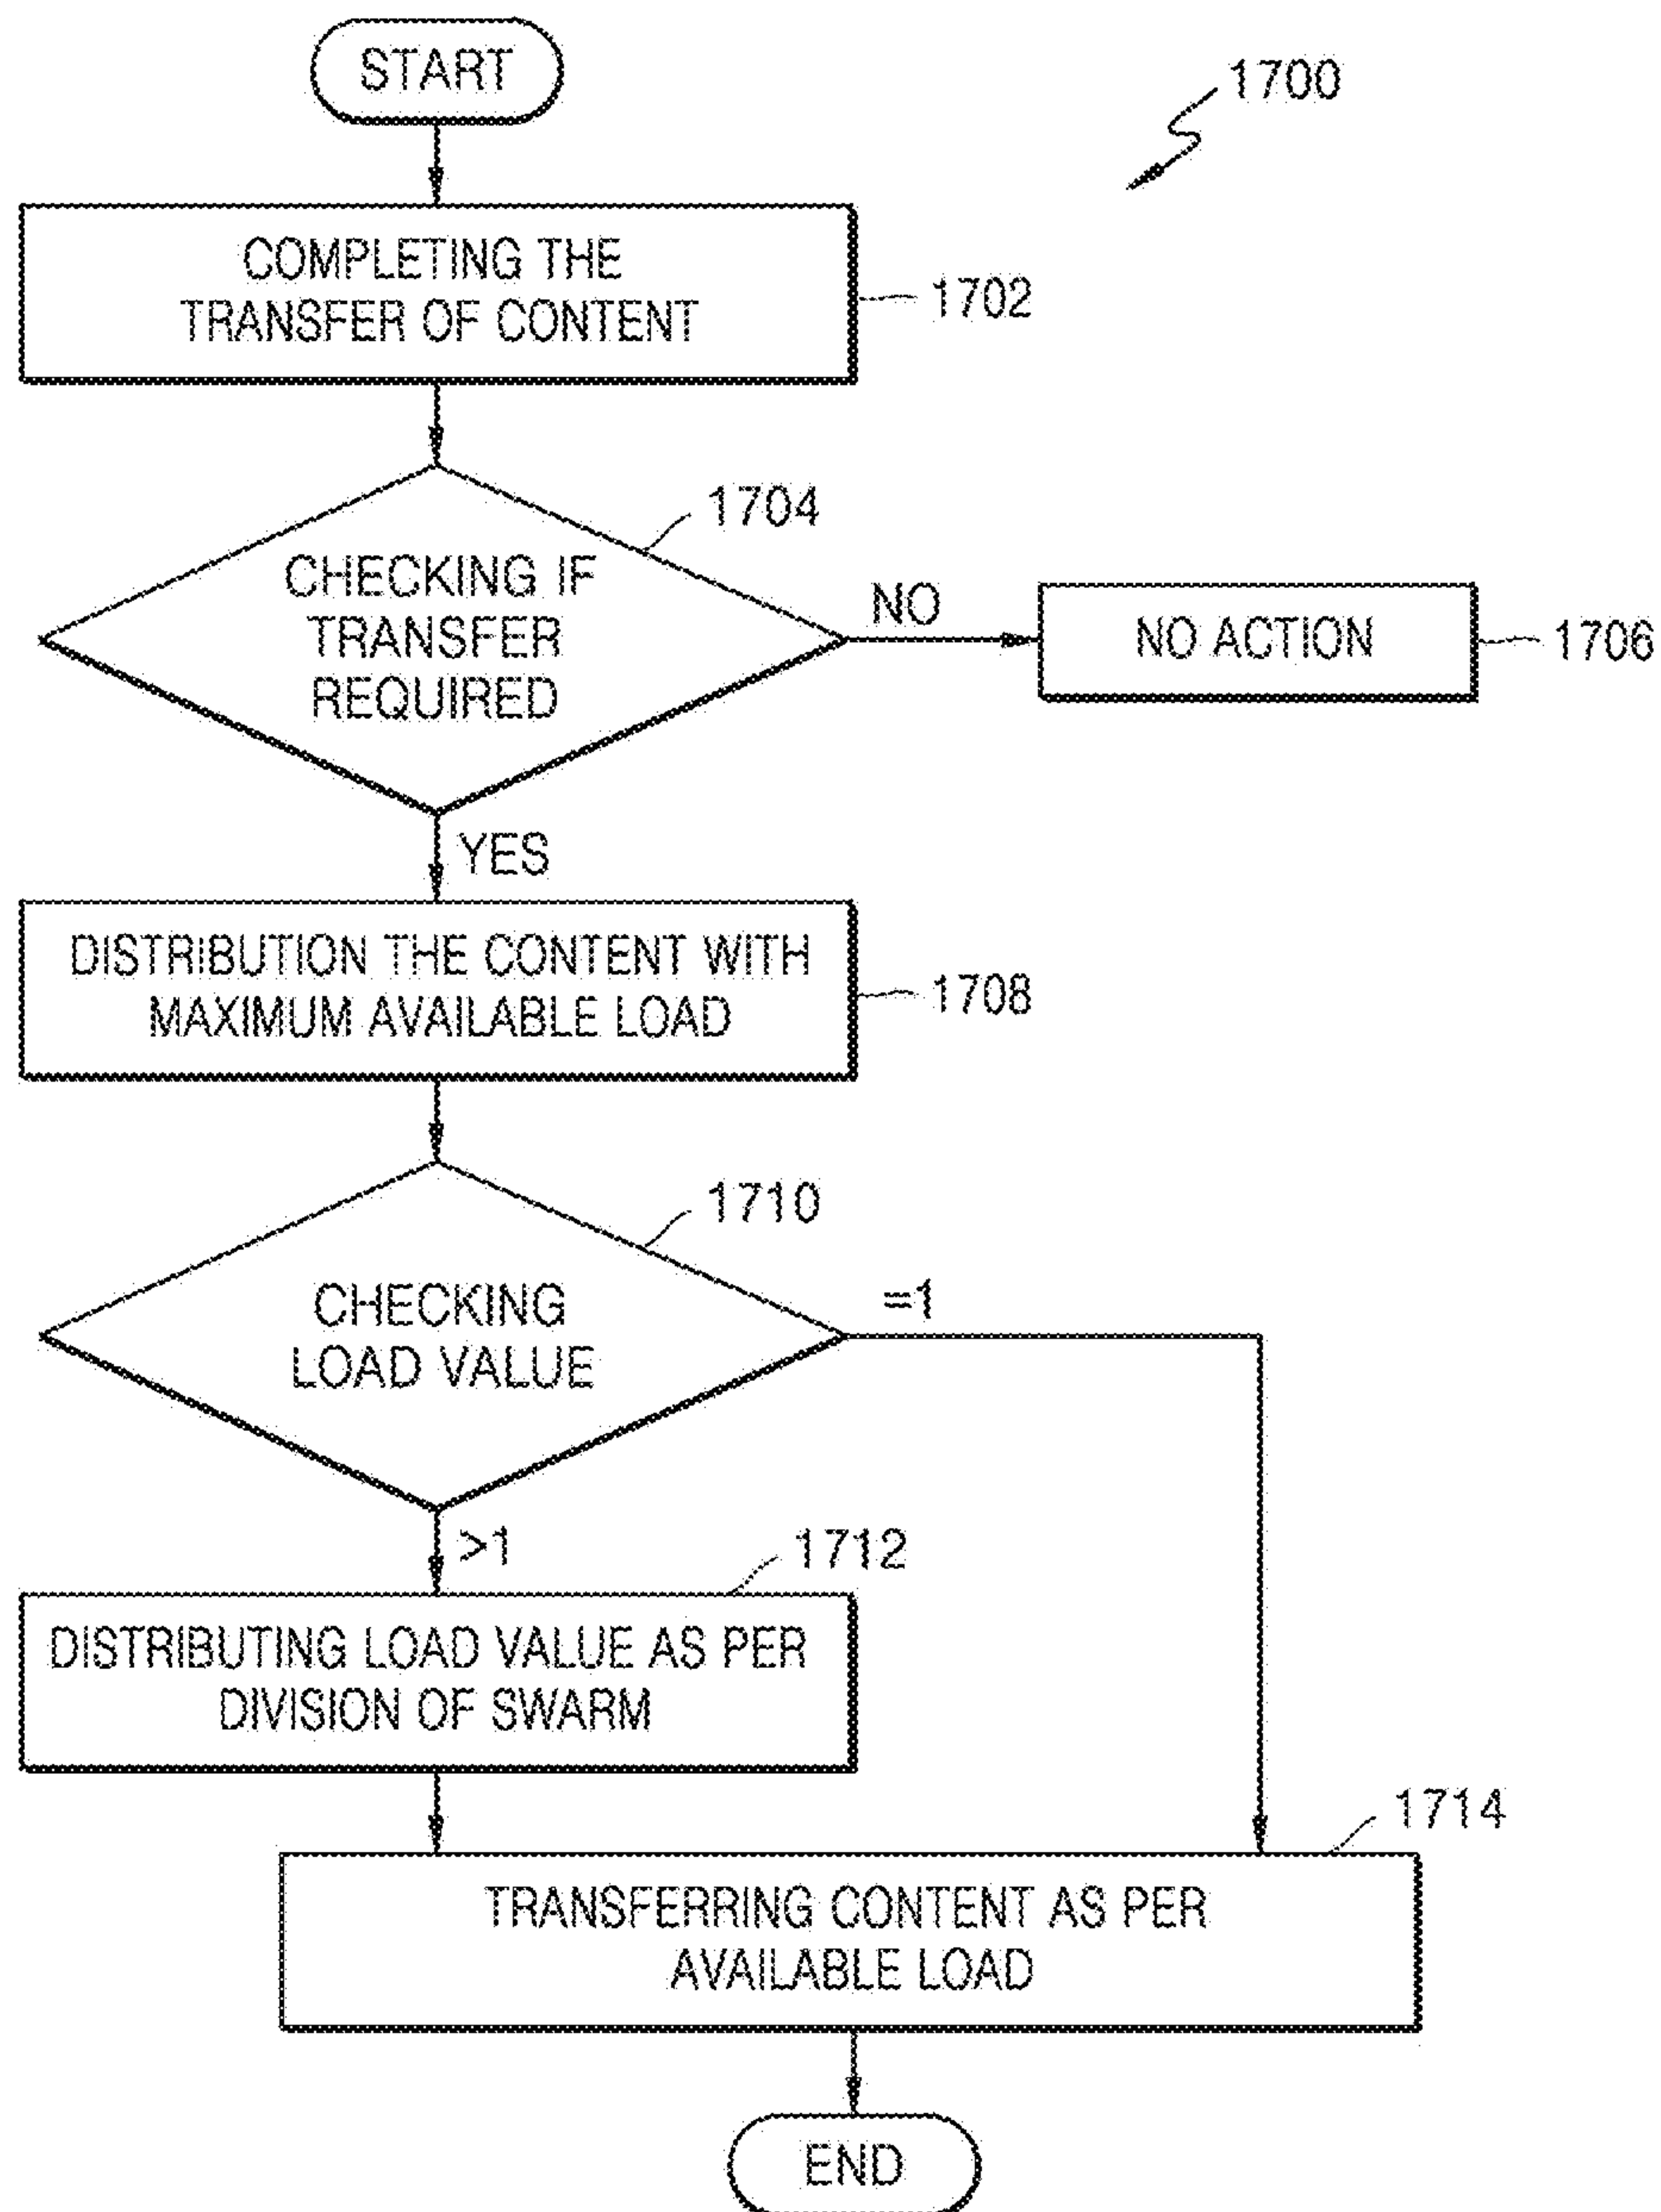 START
1700
COMPLETING THE
TRANSFER OF CONTENT
1702
1704
CHECKING IF
TRANSFER
REQUIRED
NO
NO ACTION
1706
YES
DISTRIBUTION THE CONTENT WITH
MAXIMUM AVAILABLE LOAD
1708
1710
CHECKING
LOAD VALUE
=1
>1
1712
DISTRIBUTING LOAD VALUE AS PER
DIVISION OF SWARM
1714
TRANSFERRING CONTENT AS PER
AVAILABLE LOAD
END